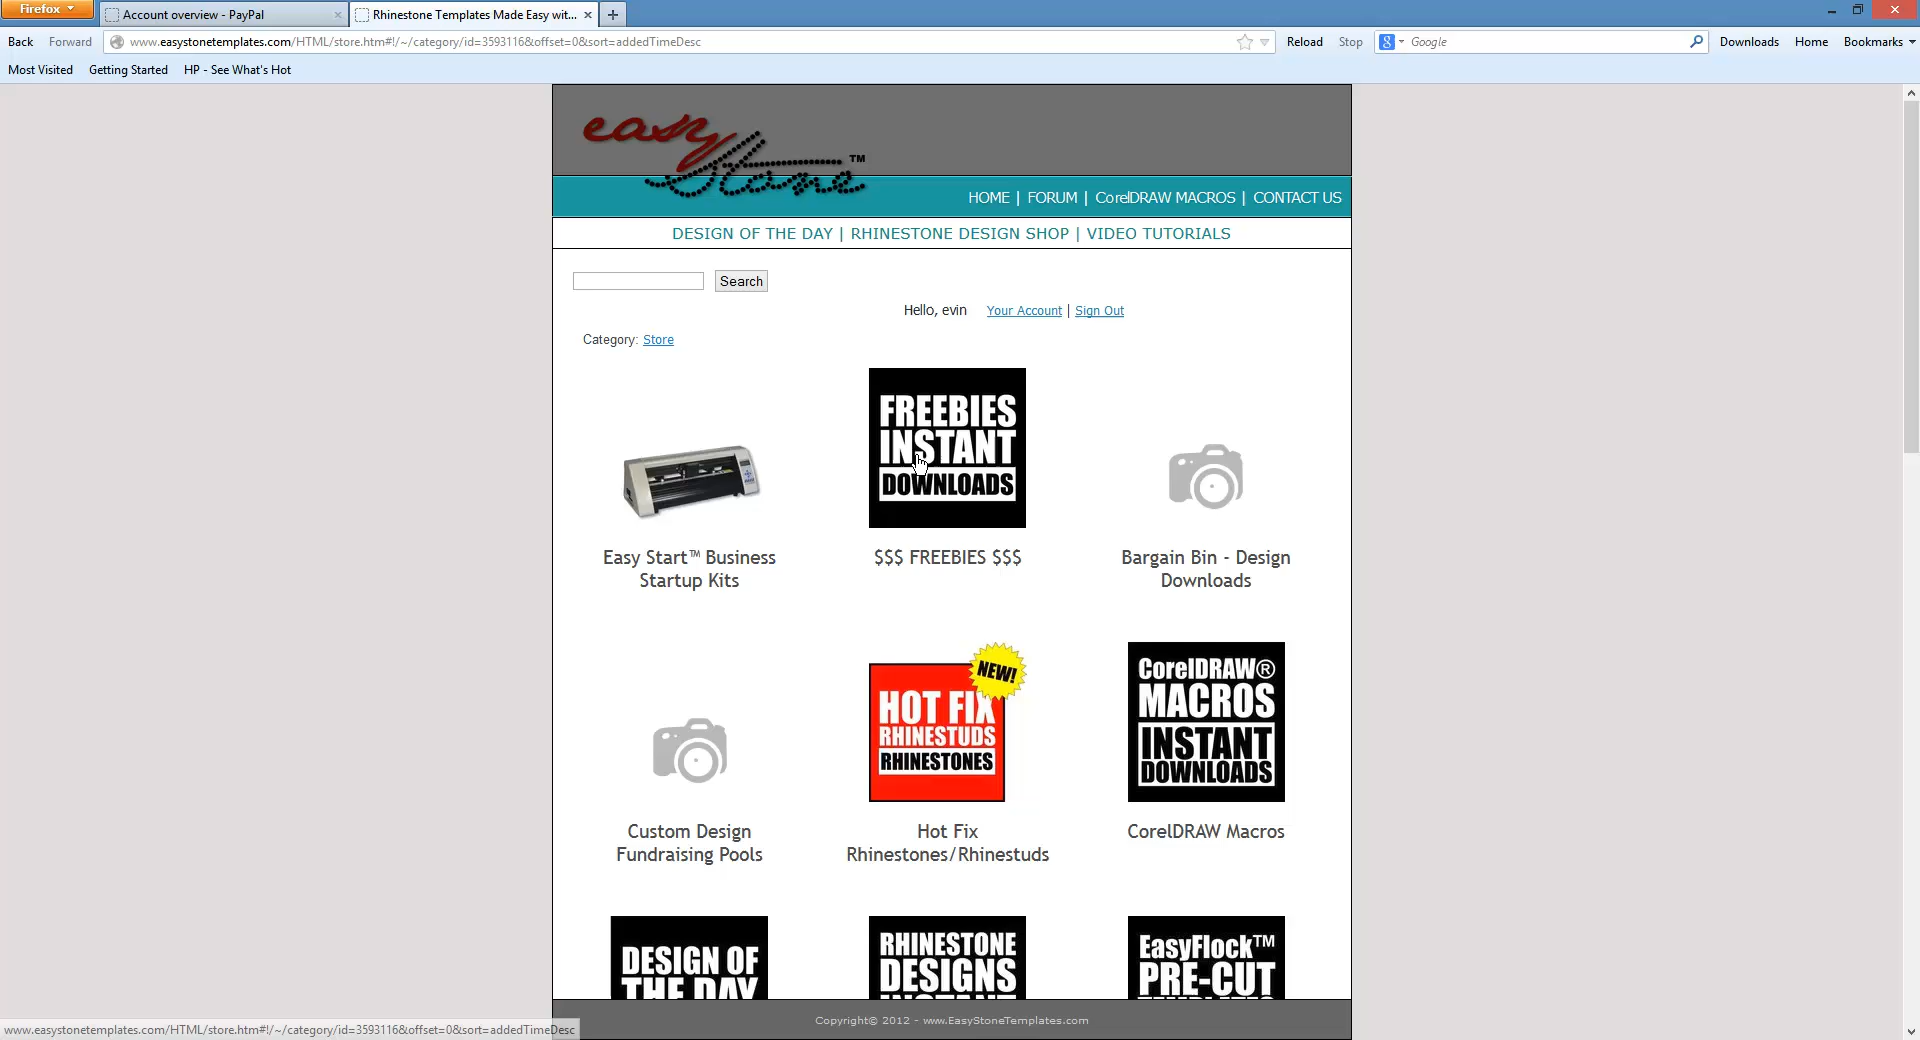 Firefox
Account overview - PayPal
Rhinestone Templates Made Easy wit...
Back Forward www.easystonetemplates.com/HTML/store.htm#!/~/category/id=3593116&offset=0&sort=addedTimeDesc Reload Stop Google Downloads Home Bookmarks
Most Visited Getting Started HP - See What's Hot
easy
Stone™
HOME | FORUM | CorelDRAW MACROS | CONTACT US
DESIGN OF THE DAY | RHINESTONE DESIGN SHOP | VIDEO TUTORIALS
Search
Hello, evin Your Account | Sign Out
Category: Store
FREEBIES
INSTANT
DOWNLOADS
Easy Start™ Business
Startup Kits
$$$ FREEBIES $$$
Bargain Bin - Design
Downloads
NEW!
HOT FIX
RHINESTUDS
RHINESTONES
CorelDRAW®
MACROS
INSTANT
DOWNLOADS
Custom Design
Fundraising Pools
Hot Fix
Rhinestones/Rhinestuds
CorelDRAW Macros
DESIGN OF
THE DAY
RHINESTONE
DESIGNS
INSTANT
EasyFlock™
PRE-CUT
TEMPLATES
Copyright© 2012 - www.EasyStoneTemplates.com
www.easystonetemplates.com/HTML/store.htm#!/~/category/id=3593116&offset=0&sort=addedTimeDesc